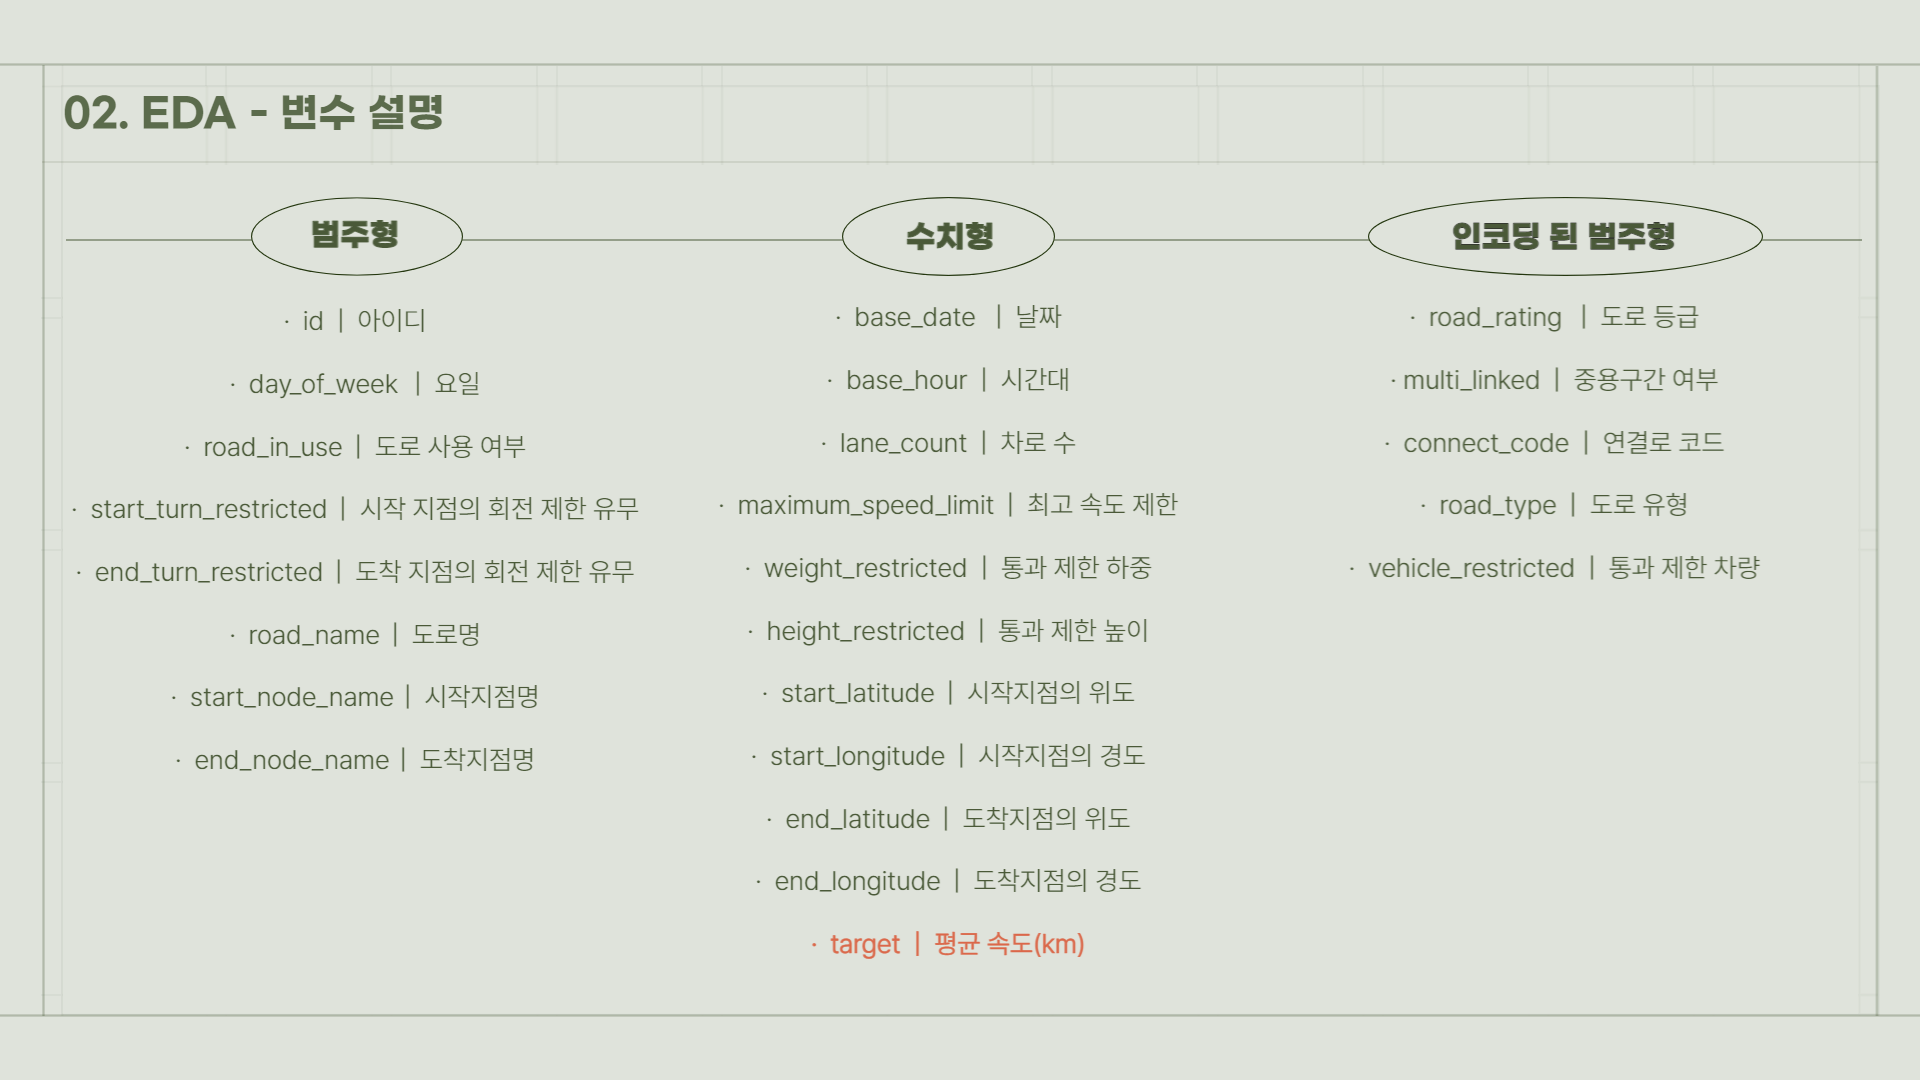 02. EDA - 변수 설명
범주형
· id | 아이디
· day_of_week | 요일
· road_in_use | 도로 사용 여부
· start_turn_restricted | 시작 지점의 회전 제한 유무
· end_turn_restricted | 도착 지점의 회전 제한 유무
· road_name | 도로명
· start_node_name | 시작지점명
· end_node_name | 도착지점명
수치형
· base_date | 날짜
· base_hour | 시간대
· lane_count | 차로 수
· maximum_speed_limit | 최고 속도 제한
· weight_restricted | 통과 제한 하중
· height_restricted | 통과 제한 높이
· start_latitude | 시작지점의 위도
· start_longitude | 시작지점의 경도
· end_latitude | 도착지점의 위도
· end_longitude | 도착지점의 경도
· target | 평균 속도(km)
인코딩 된 범주형
· road_rating | 도로 등급
· multi_linked | 중용구간 여부
· connect_code | 연결로 코드
· road_type | 도로 유형
· vehicle_restricted | 통과 제한 차량